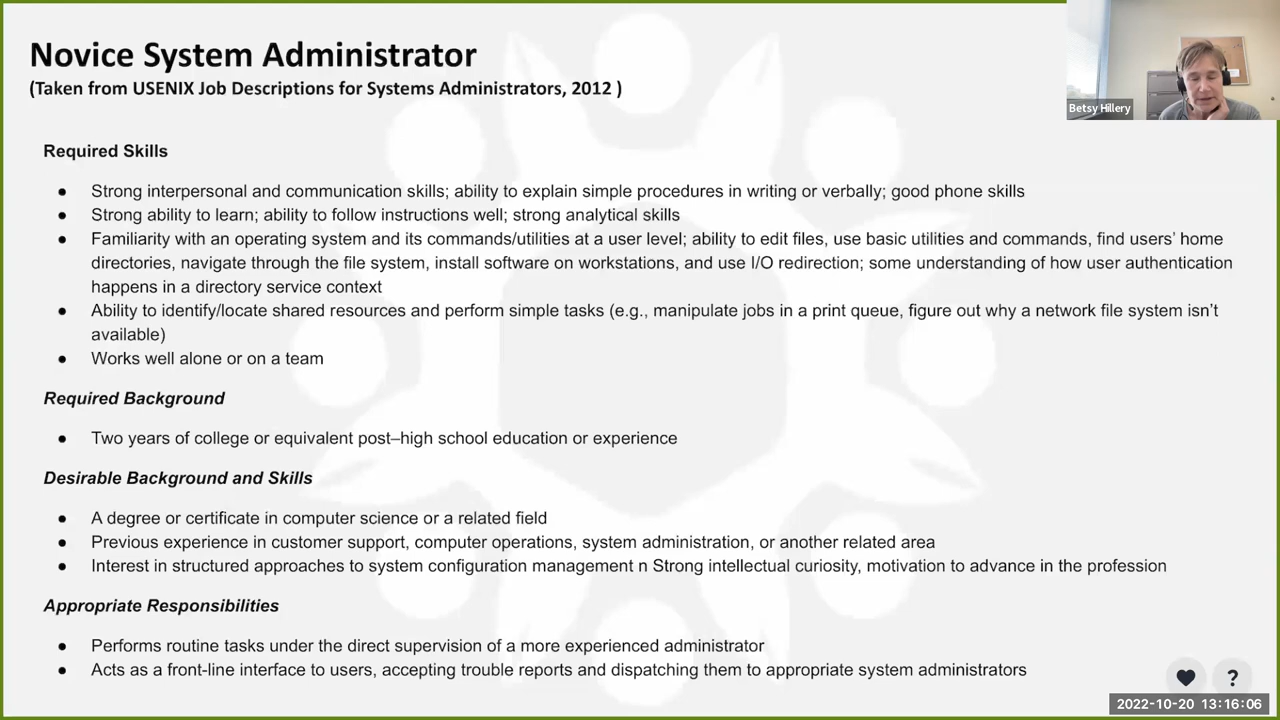 Novice System Administrator
(Taken from USENIX Job Descriptions for Systems Administrators, 2012 )
Betsy Hillery
Required Skills
● Strong interpersonal and communication skills; ability to explain simple procedures in writing or verbally; good phone skills
● Strong ability to learn; ability to follow instructions well; strong analytical skills
● Familiarity with an operating system and its commands/utilities at a user level; ability to edit files, use basic utilities and commands, find users’ home
directories, navigate through the file system, install software on workstations, and use I/O redirection; some understanding of how user authentication
happens in a directory service context
● Ability to identify/locate shared resources and perform simple tasks (e.g., manipulate jobs in a print queue, figure out why a network file system isn’t
available)
● Works well alone or on a team
Required Background
● Two years of college or equivalent post–high school education or experience
Desirable Background and Skills
● A degree or certificate in computer science or a related field
● Previous experience in customer support, computer operations, system administration, or another related area
● Interest in structured approaches to system configuration management n Strong intellectual curiosity, motivation to advance in the profession
Appropriate Responsibilities
● Performs routine tasks under the direct supervision of a more experienced administrator
● Acts as a front-line interface to users, accepting trouble reports and dispatching them to appropriate system administrators
?
2022-10-20 13:16:06